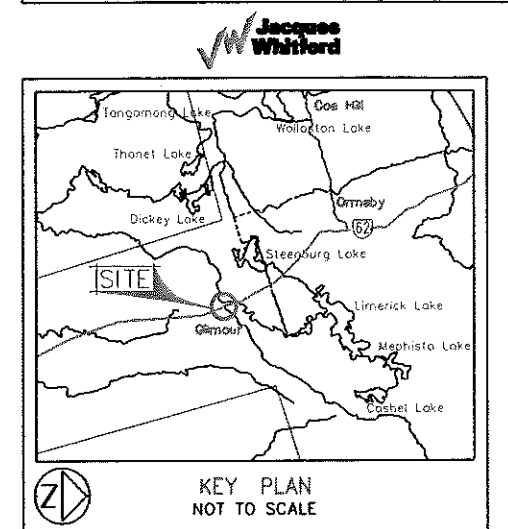 Jacques
Whitford
Tangamong Lake
Coe Hill
Wollaston Lake
Thanet Lake
Ormsby
Dickey Lake
62
Steenburg Lake
SITE
Limerick Lake
Gilmour
Mephisto Lake
Cashel Lake
Z
KEY PLAN
NOT TO SCALE